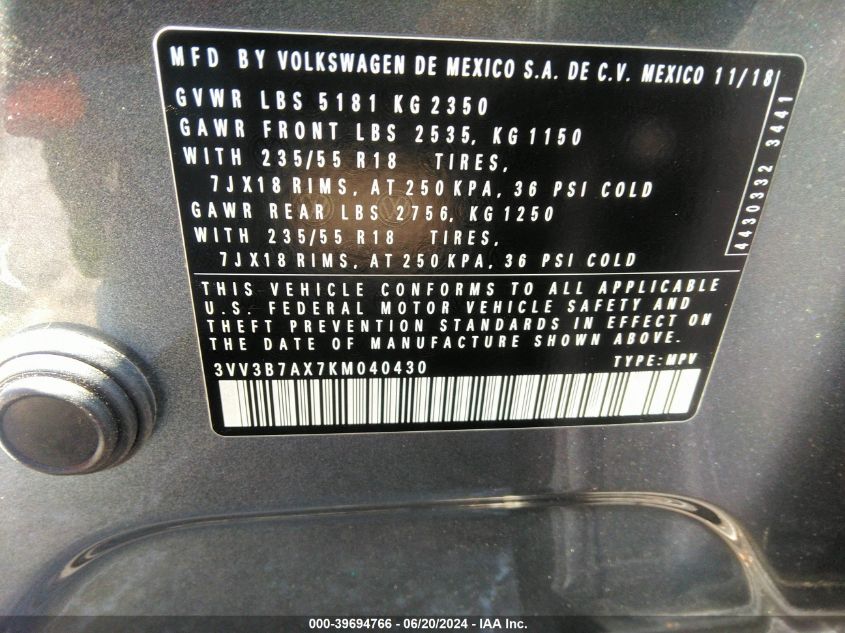 MFD BY VOLKSWAGEN DE MEXICO S.A. DE C.V. MEXICO 11/18
GVWR LBS 5181 KG 2350
GAWR FRONT LBS 2535, KG 1150
WITH 235/55 R18 TIRES,
7JX18 RIMS, AT 250 KPA, 36 PSI COLD
GAWR REAR LBS 2756, KG 1250
WITH 235/55 R18 TIRES,
7JX18 RIMS, AT 250 KPA, 36 PSI COLD
4430332 3441
THIS VEHICLE CONFORMS TO ALL APPLICABLE
U.S. FEDERAL MOTOR VEHICLE SAFETY AND
THEFT PREVENTION STANDARDS IN EFFECT ON
THE DATE OF MANUFACTURE SHOWN ABOVE.
3VV3B7AX7KM040430 TYPE:MPV
000-39694766 - 06/20/2024 - IAA Inc.